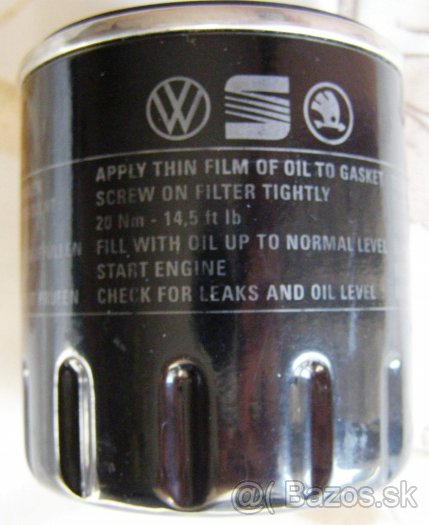 APPLY THIN FILM OF OIL TO GASKET
SCREW ON FILTER TIGHTLY
20 Nm - 14,5 ft lb
FILL WITH OIL UP TO NORMAL LEVEL
START ENGINE
CHECK FOR LEAKS AND OIL LEVEL
@( Bazos.sk